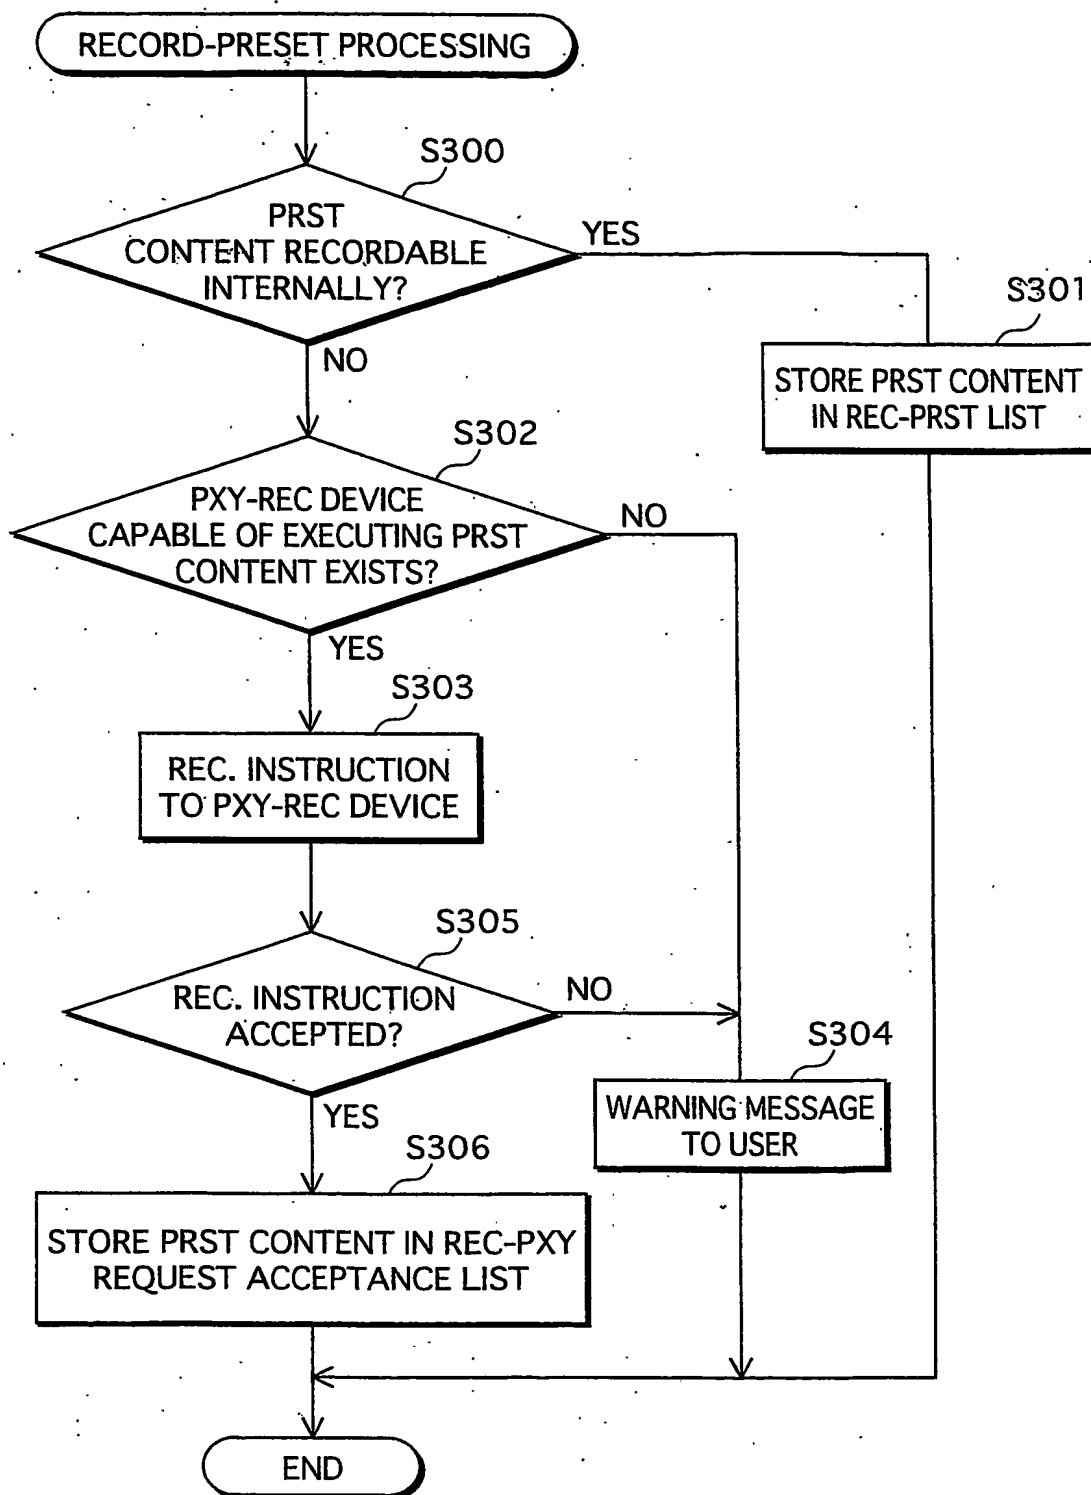 RECORD-PRESET PROCESSING
S300
PRST
CONTENT RECORDABLE
INTERNALLY?
YES
NO
S301
STORE PRST CONTENT
IN REC-PRST LIST
S302
PXY-REC DEVICE
CAPABLE OF EXECUTING PRST
CONTENT EXISTS?
NO
YES
S303
REC. INSTRUCTION
TO PXY-REC DEVICE
S305
REC. INSTRUCTION
ACCEPTED?
NO
YES
S304
WARNING MESSAGE
TO USER
S306
STORE PRST CONTENT IN REC-PXY
REQUEST ACCEPTANCE LIST
END